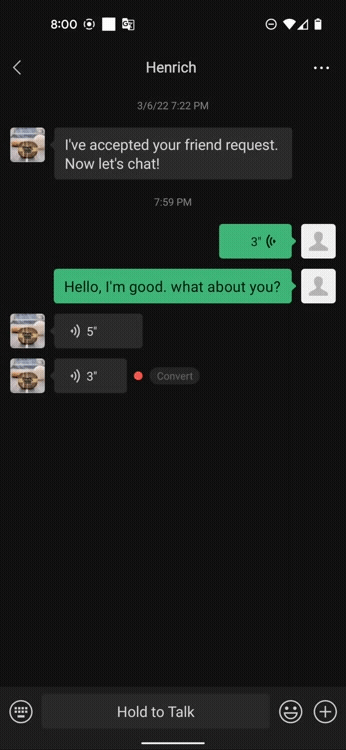 8:00
Henrich
3/6/22 7:22 PM
I've accepted your friend request.
Now let's chat!
7:59 PM
3"
Hello, I'm good. what about you?
5"
3"
Convert
Hold to Talk